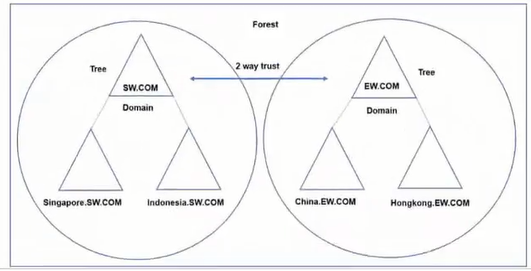 Forest
2 way trust
Tree
SW.COM
Domain
Singapore.SW.COM
Indonesia.SW.COM
Tree
EW.COM
Domain
China.EW.COM
Hongkong.EW.COM